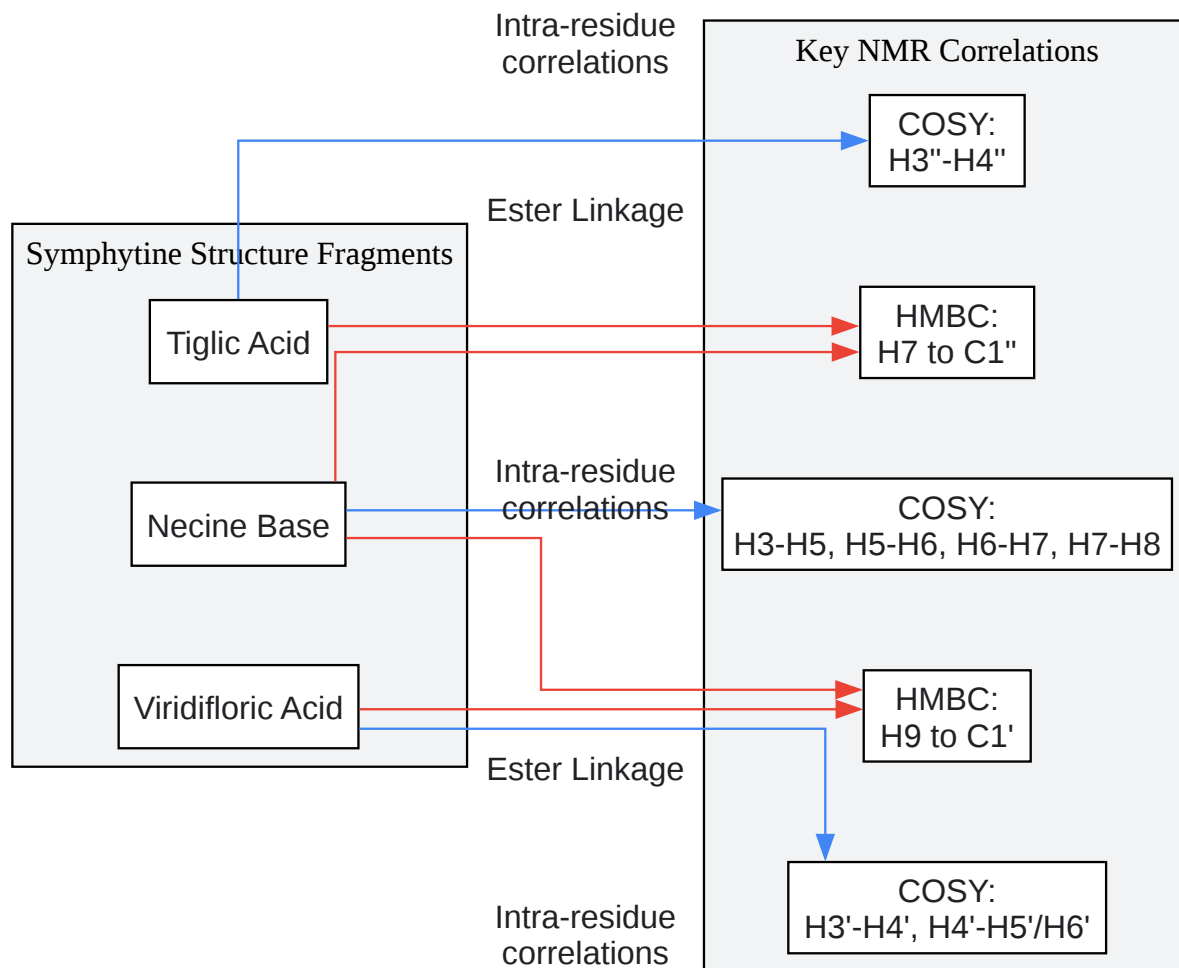 Intra-residue
correlations
Key NMR Correlations
COSY:
H3"-H4"
Ester Linkage
Symphytine Structure Fragments
Tiglic Acid
HMBC:
H7 to C1"
Intra-residue
correlations
Necine Base
COSY:
H3-H5, H5-H6, H6-H7, H7-H8
Viridifloric Acid
HMBC:
H9 to C1'
Ester Linkage
COSY:
H3'-H4', H4'-H5'/H6'
Intra-residue
correlations